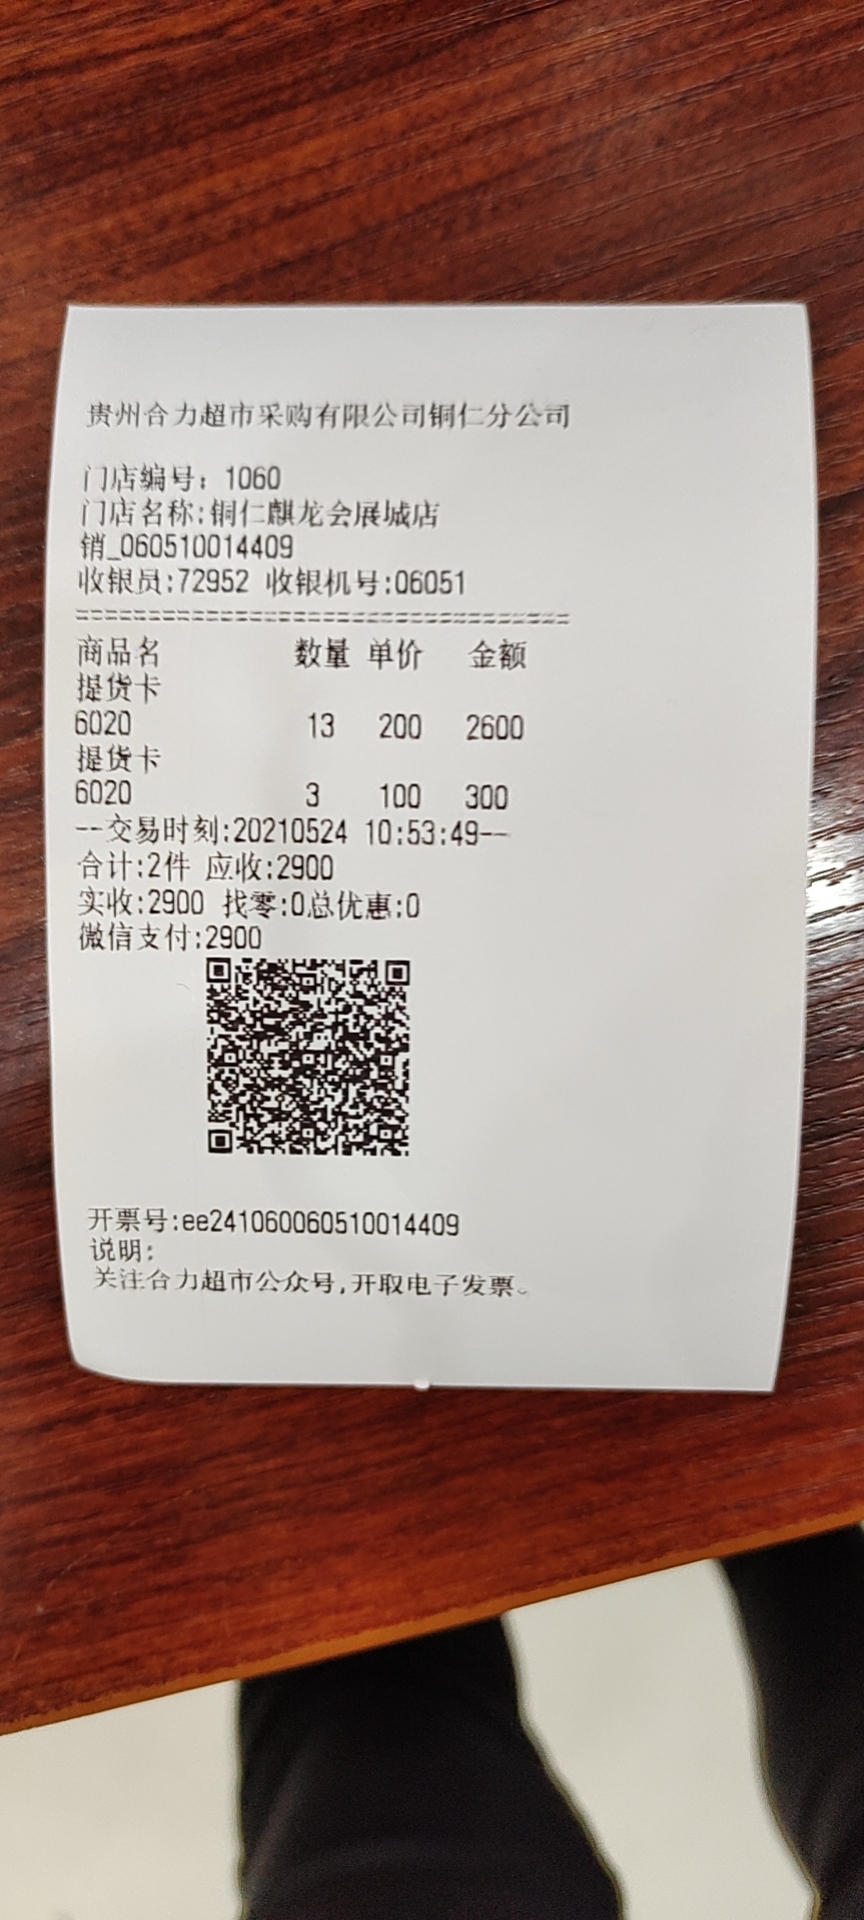 贵州合力超市采购有限公司铜仁分公司
门店编号：1060
门店名称:铜仁麒龙会展城店
销_060510014409
收银员:72952 收银机号:06051
==================================
商品名 数量 单价 金额
提货卡
6020 13 200 2600
提货卡
6020 3 100 300
--交易时刻:20210524 10:53:49--
合计:2件 应收:2900
实收:2900 找零:0总优惠:0
微信支付:2900
开票号:ee241060060510014409
说明:
关注合力超市公众号,开取电子发票。